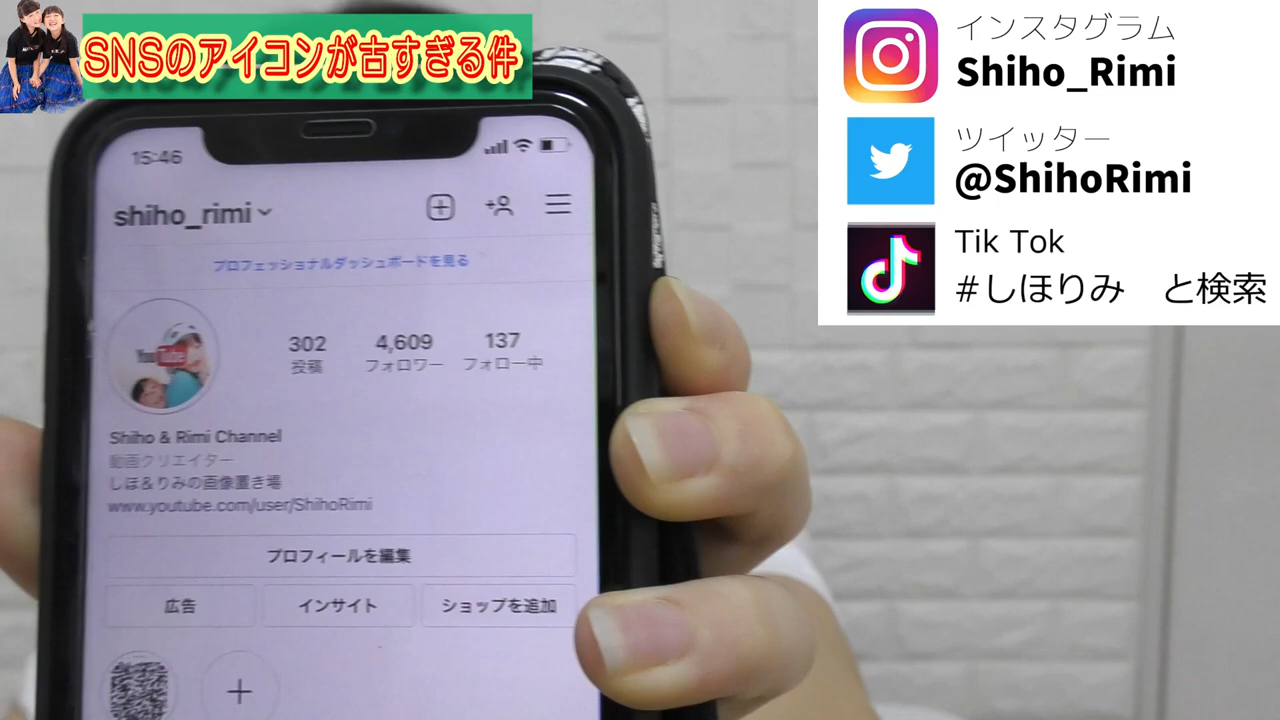 SNSのアイコンが古すぎる件
インスタグラム
Shiho_Rimi
ツイッター
@ShihoRimi
Tik Tok
#しほりみ と検索
15:46
shiho_rimi
プロフェッショナルダッシュボードを見る
YouTube
302 4,609 137
投稿 フォロワー フォロー中
Shiho & Rimi Channel
動画クリエイター
しほ&りみの画像置き場
www.youtube.com/user/ShihoRimi
プロフィールを編集
広告 インサイト ショップを追加